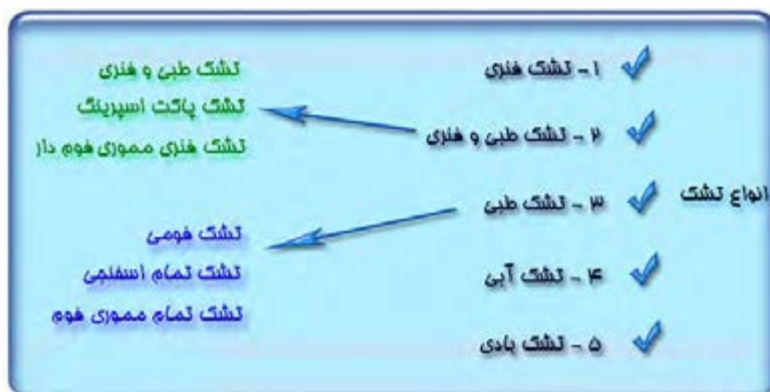 انواع تشک
۱ - تشک فنری
۲ - تشک طبی و فنری
تشک طبی و فنری
تشک پاکت اسپرینگ
تشک فنری مموری فوم دار
۳ - تشک طبی
تشک فومی
تشک تمام اسفنجی
تشک تمام مموری فوم
۴ - تشک آبی
۵ - تشک بادی